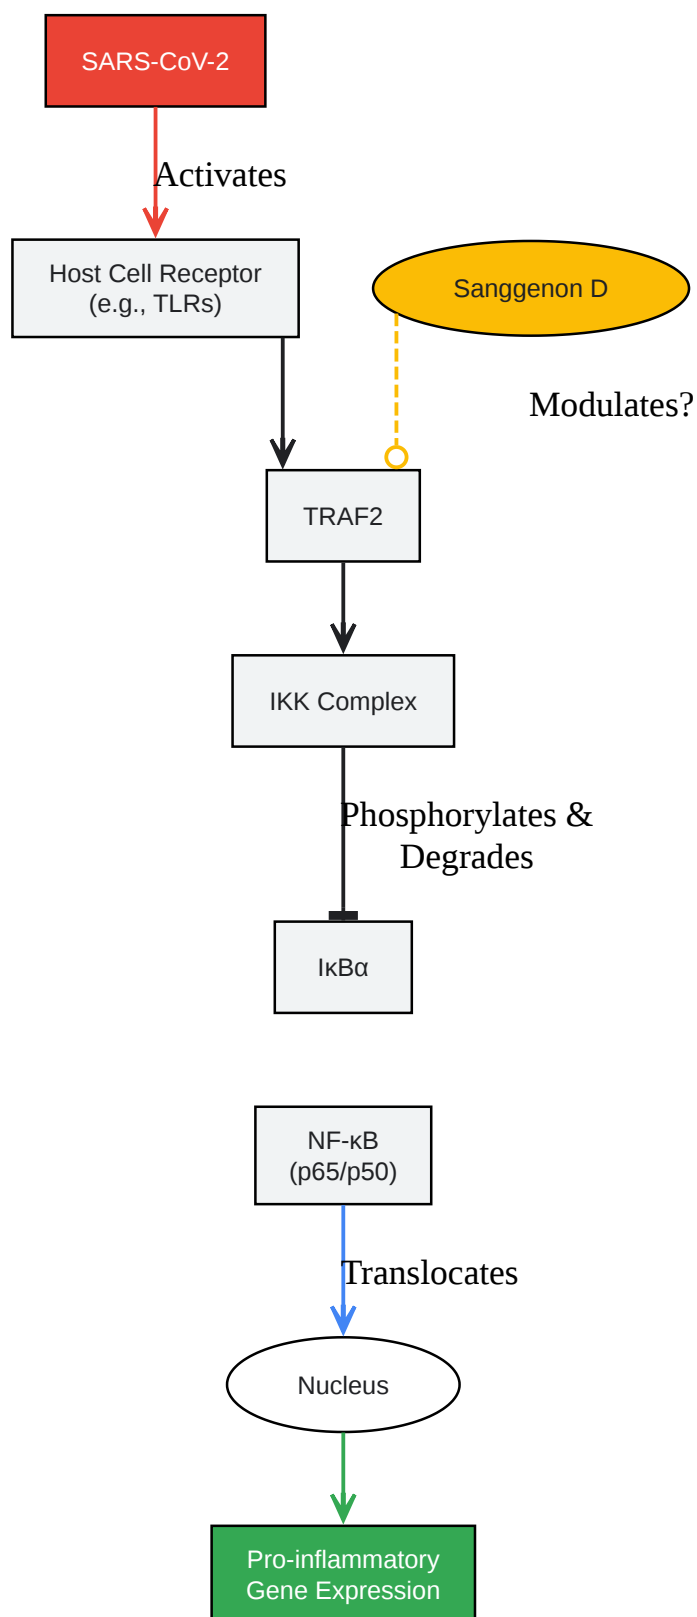 SARS-CoV-2
Activates
Host Cell Receptor
(e.g., TLRs)
Sanggenon D
Modulates?
TRAF2
IKK Complex
Phosphorylates &
Degrades
IκBα
NF-κB
(p65/p50)
Translocates
Nucleus
Pro-inflammatory
Gene Expression